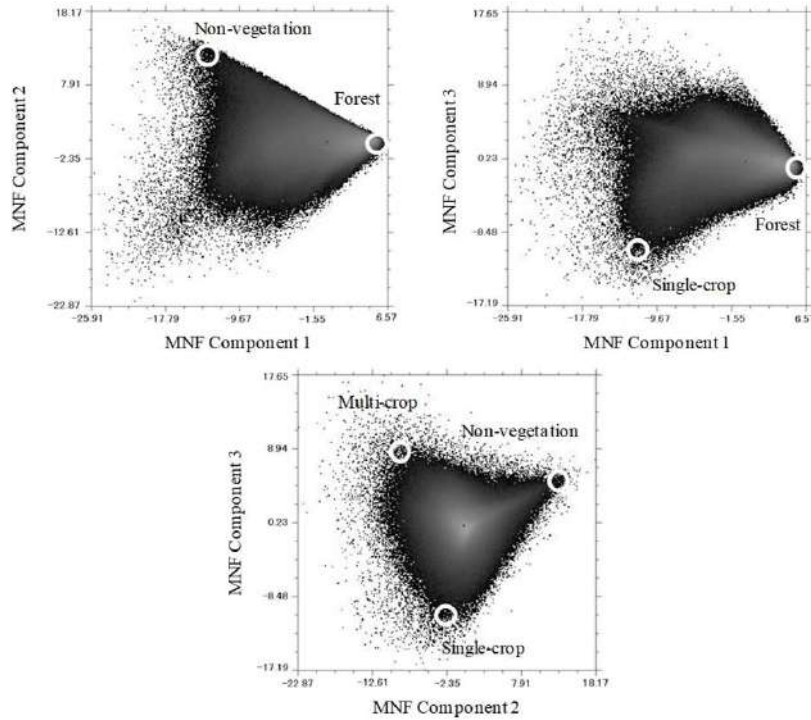 18.17
Non-vegetation
7.91
Forest
MNF Component 2
-2.35
-12.61
-22.87
-25.91 -17.79 -9.67 -1.55 6.57
MNF Component 1
17.65
8.94
MNF Component 3
0.23
-8.48
Forest
Single-crop
-17.19
-25.91 -17.79 -9.67 -1.55 6.57
MNF Component 1
17.65
Multi-crop
Non-vegetation
8.94
MNF Component 3
0.23
-8.48
Single-crop
-17.19
-22.87 -12.61 -2.35 7.91 18.17
MNF Component 2